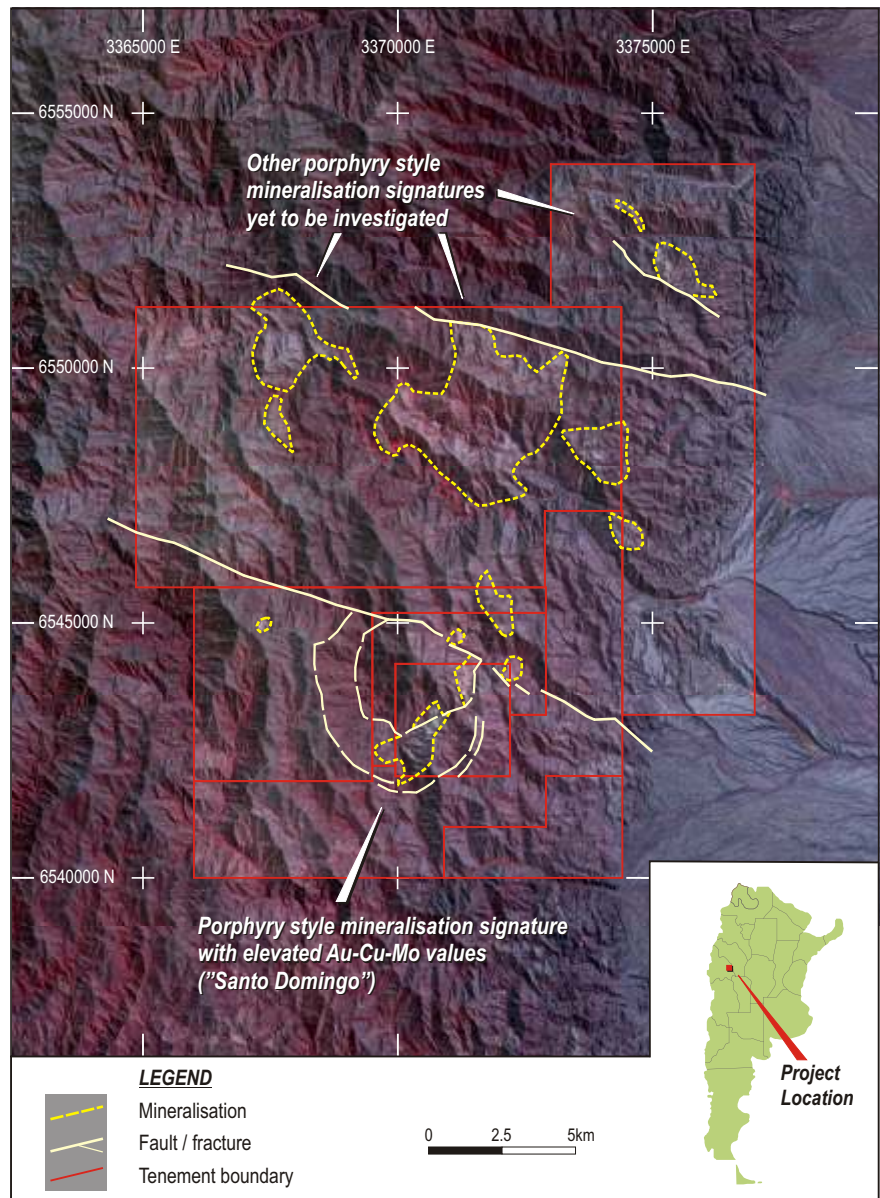 3365000 E
3370000 E
3375000 E
6555000 N
Other porphyry style
mineralisation signatures
yet to be investigated
6550000 N
6545000 N
6540000 N
Porphyry style mineralisation signature
with elevated Au-Cu-Mo values
(”Santo Domingo”)
Project
Location
LEGEND
Mineralisation
Fault / fracture
Tenement boundary
0 2.5 5km